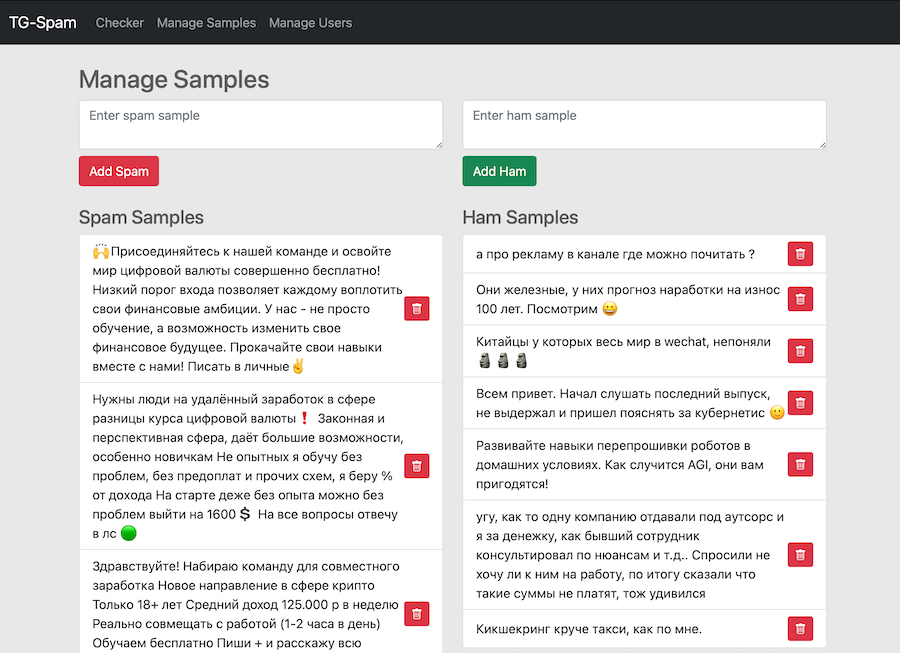 TG-Spam Checker Manage Samples Manage Users
Manage Samples
Enter spam sample
Add Spam
Enter ham sample
Add Ham
Spam Samples
🙌Присоединяйтесь к нашей команде и освойте
мир цифровой валюты совершенно бесплатно!
Низкий порог входа позволяет каждому воплотить
свои финансовые амбиции. У нас - не просто
обучение, а возможность изменить свое
финансовое будущее. Прокачайте свои навыки
вместе с нами! Писать в личные✌️
Нужны люди на удалённый заработок в сфере
разницы курса цифровой валюты❗ Законная и
перспективная сфера, даёт большие возможности,
особенно новичкам Не опытных я обучу без
проблем, без предоплат и прочих схем, я беру %
от дохода На старте деже без опыта можно без
проблем выйти на 1600💲 На все вопросы отвечу
в лс 🟢
Здравствуйте! Набираю команду для совместного
заработка Новое направление в сфере крипто
Только 18+ лет Средний доход 125.000 р в неделю
Реально совмещать с работой (1-2 часа в день)
Обучаем бесплатно Пиши + и расскажу всю
Ham Samples
а про рекламу в канале где можно почитать ?
Они железные, у них прогноз наработки на износ
100 лет. Посмотрим 😀
Китайцы у которых весь мир в wechat, непоняли
🗿 🗿 🗿
Всем привет. Начал слушать последний выпуск,
не выдержал и пришел пояснять за кубернетис 🙂
Развивайте навыки перепрошивки роботов в
домашних условиях. Как случится AGI, они вам
пригодятся!
угу, как то одну компанию отдавали под аутсорс и
я за денежку, как бывший сотрудник
консультировал по нюансам и т.д.. Спросили не
хочу ли к ним на работу, по итогу сказали что
такие суммы не платят, тож удивился
Кикшекринг круче такси, как по мне.